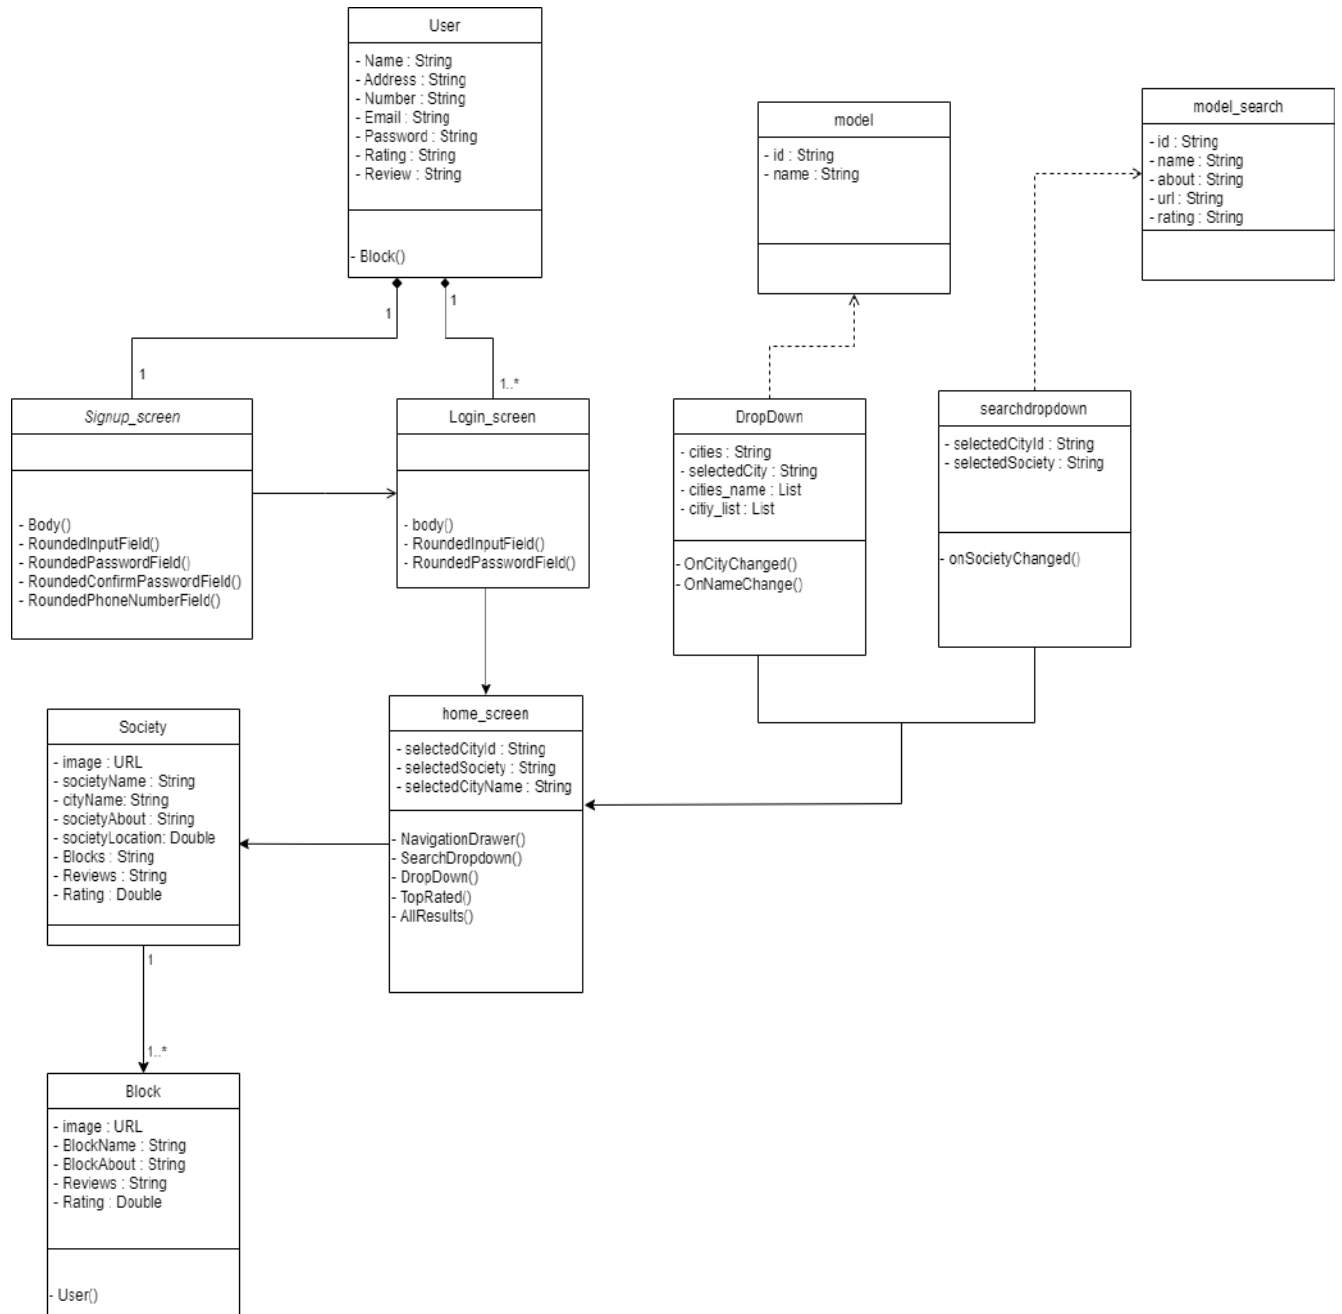 User
- Name : String
- Address : String
- Number : String
- Email : String
- Password : String
- Rating : String
- Review : String
- Block()
model
- id : String
- name : String
model_search
- id : String
- name : String
- about : String
- url : String
- rating : String
1
1
1
1..*
Signup_screen
- Body()
- RoundedInputField()
- RoundedPasswordField()
- RoundedConfirmPasswordField()
- RoundedPhoneNumberField()
Login_screen
- body()
- RoundedInputField()
- RoundedPasswordField()
DropDown
- cities : String
- selectedCity : String
- cities_name : List
- citiy_list : List
- OnCityChanged()
- OnNameChange()
searchdropdown
- selectedCityId : String
- selectedSociety : String
- onSocietyChanged()
Society
- image : URL
- societyName : String
- cityName: String
- societyAbout : String
- societyLocation: Double
- Blocks : String
- Reviews : String
- Rating : Double
home_screen
- selectedCityId : String
- selectedSociety : String
- selectedCityName : String
- NavigationDrawer()
- SearchDropdown()
- DropDown()
- TopRated()
- AllResults()
1
1..*
Block
- image : URL
- BlockName : String
- BlockAbout : String
- Reviews : String
- Rating : Double
- User()